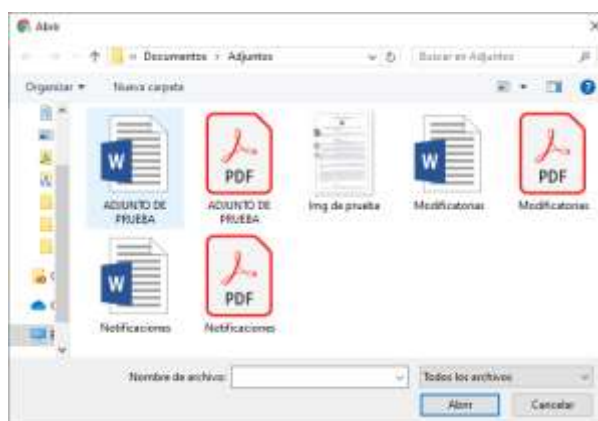 Abrir
« Documentos › Adjuntos
Buscar en Adjuntos
Organizar
Nueva carpeta
W
PDF
W
PDF
ADJUNTO DE PRUEBA
ADJUNTO DE PRUEBA
Img de prueba
Modificatorias
Modificatorias
W
PDF
Notificaciones
Notificaciones
Nombre de archivo:
Todos los archivos
Abrir
Cancelar